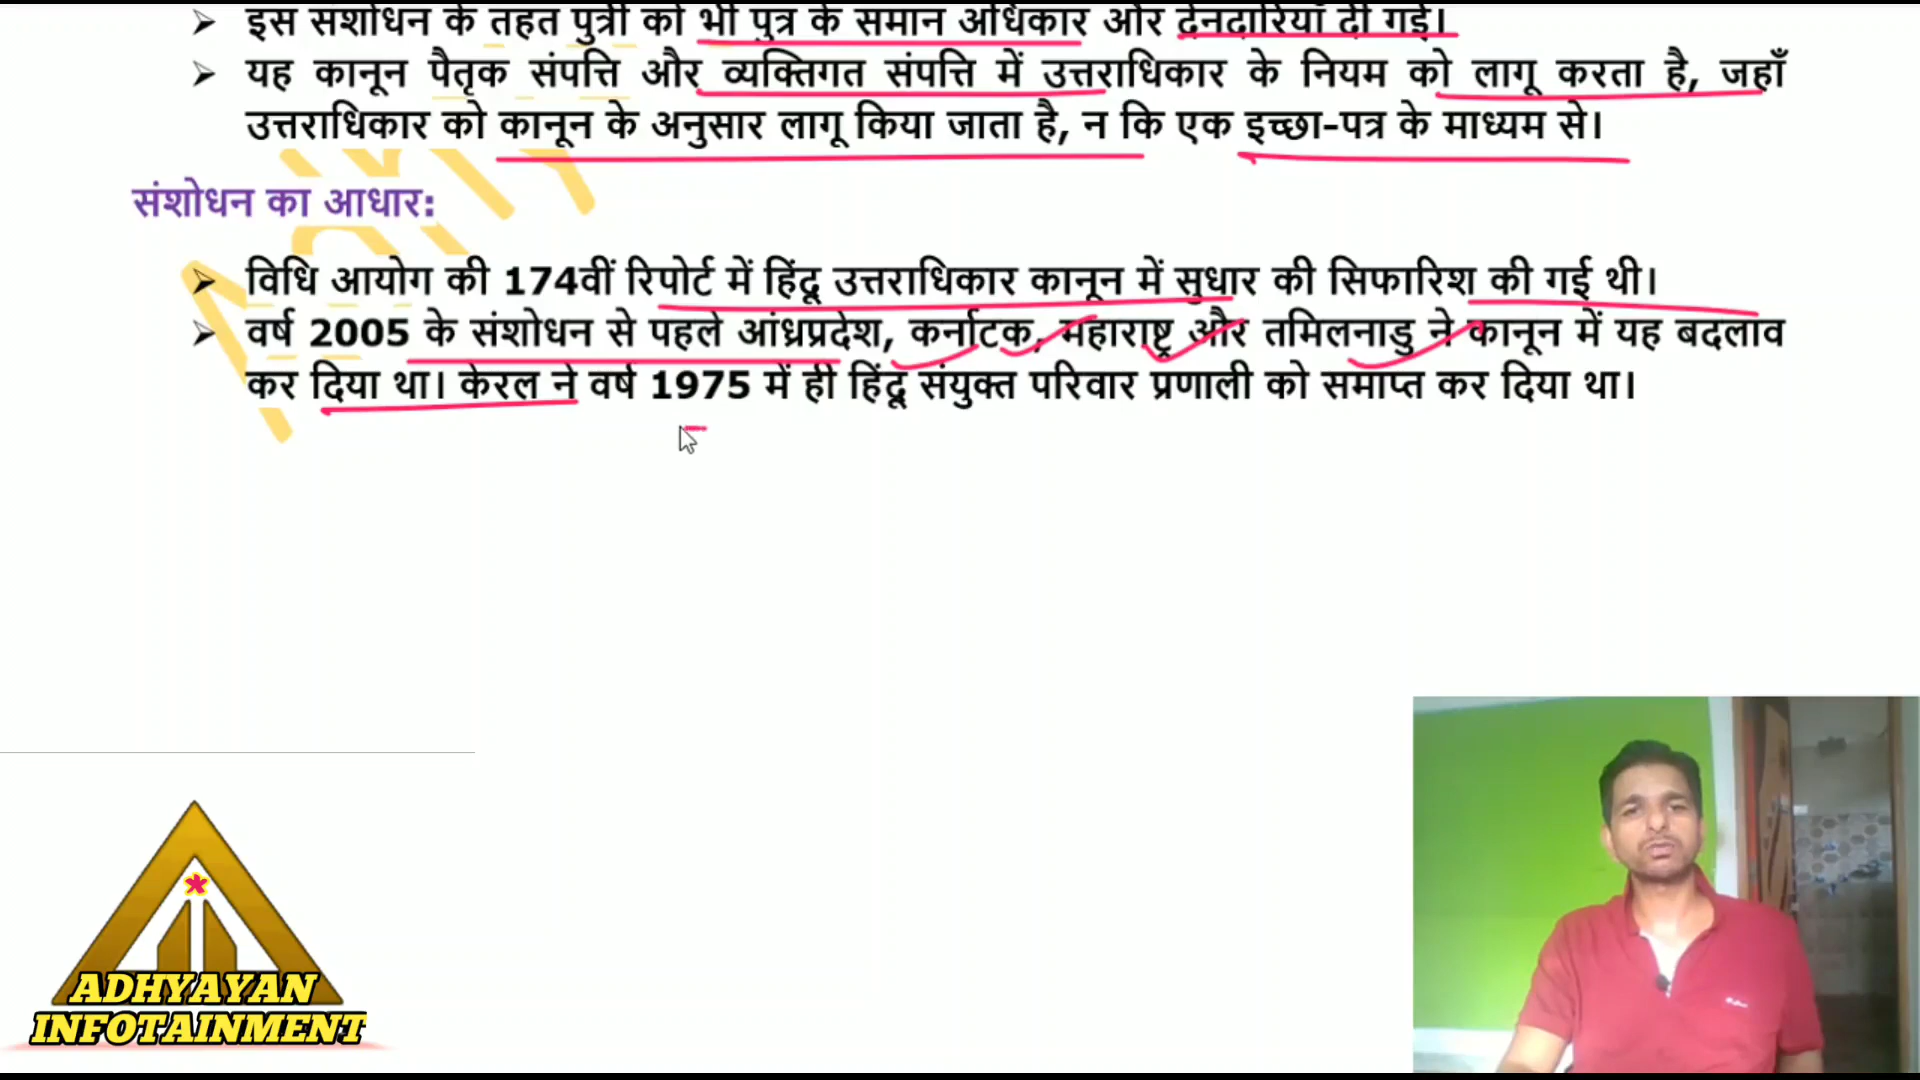 इस संशोधन के तहत पुत्री को भी पुत्र के समान अधिकार और देनदारियाँ दी गई।
यह कानून पैतृक संपत्ति और व्यक्तिगत संपत्ति में उत्तराधिकार के नियम को लागू करता है, जहाँ
उत्तराधिकार को कानून के अनुसार लागू किया जाता है, न कि एक इच्छा-पत्र के माध्यम से।
संशोधन का आधार:
विधि आयोग की 174वीं रिपोर्ट में हिंदू उत्तराधिकार कानून में सुधार की सिफारिश की गई थी।
वर्ष 2005 के संशोधन से पहले आंध्रप्रदेश, कर्नाटक, महाराष्ट्र और तमिलनाडु ने कानून में यह बदलाव
कर दिया था। केरल ने वर्ष 1975 में ही हिंदू संयुक्त परिवार प्रणाली को समाप्त कर दिया था।
ADHYAYAN
INFOTAINMENT